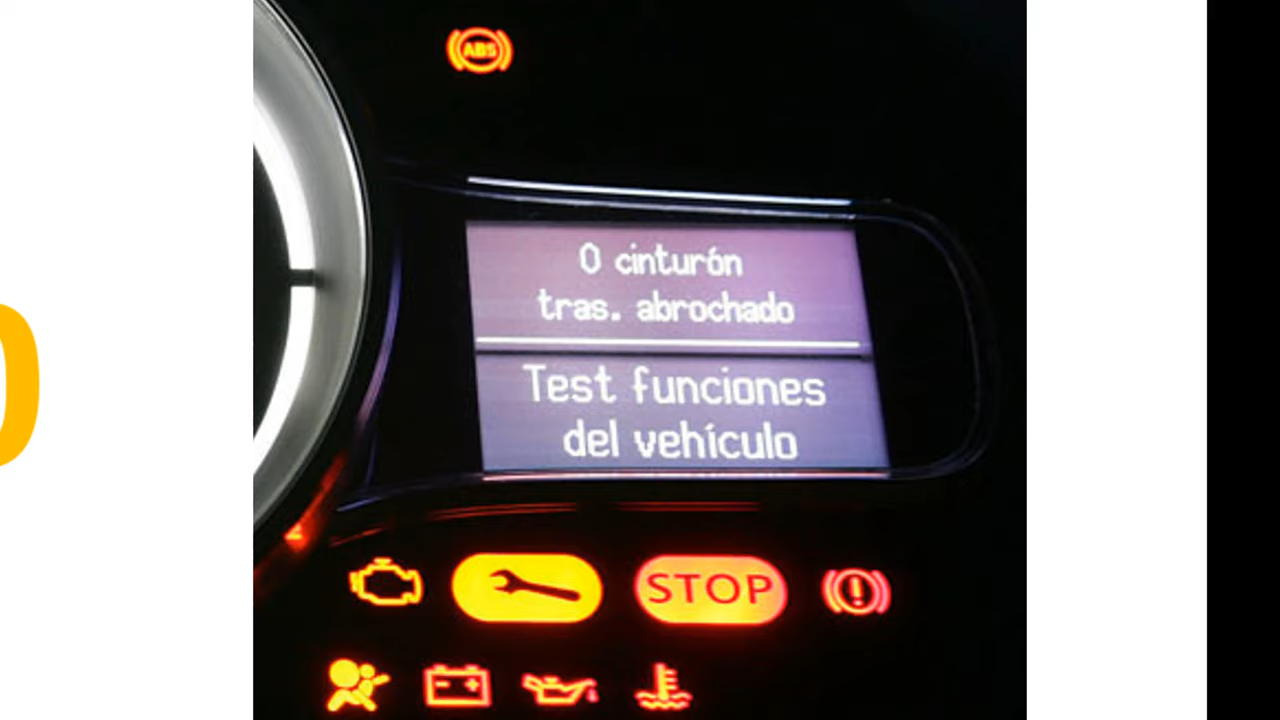 ABS
0 cinturón
tras. abrochado
Test funciones
del vehículo
STOP